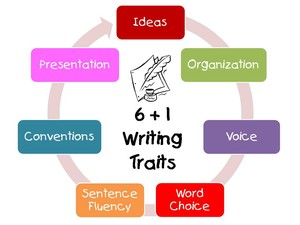 Ideas
Organization
Voice
Word
Choice
Sentence
Fluency
Conventions
Presentation
6 + 1
Writing
Traits